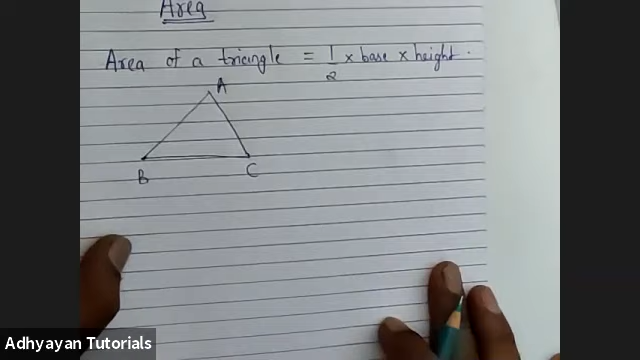 Area
Area of a triangle = 1/2 × base × height.
A
B
C
Adhyayan Tutorials